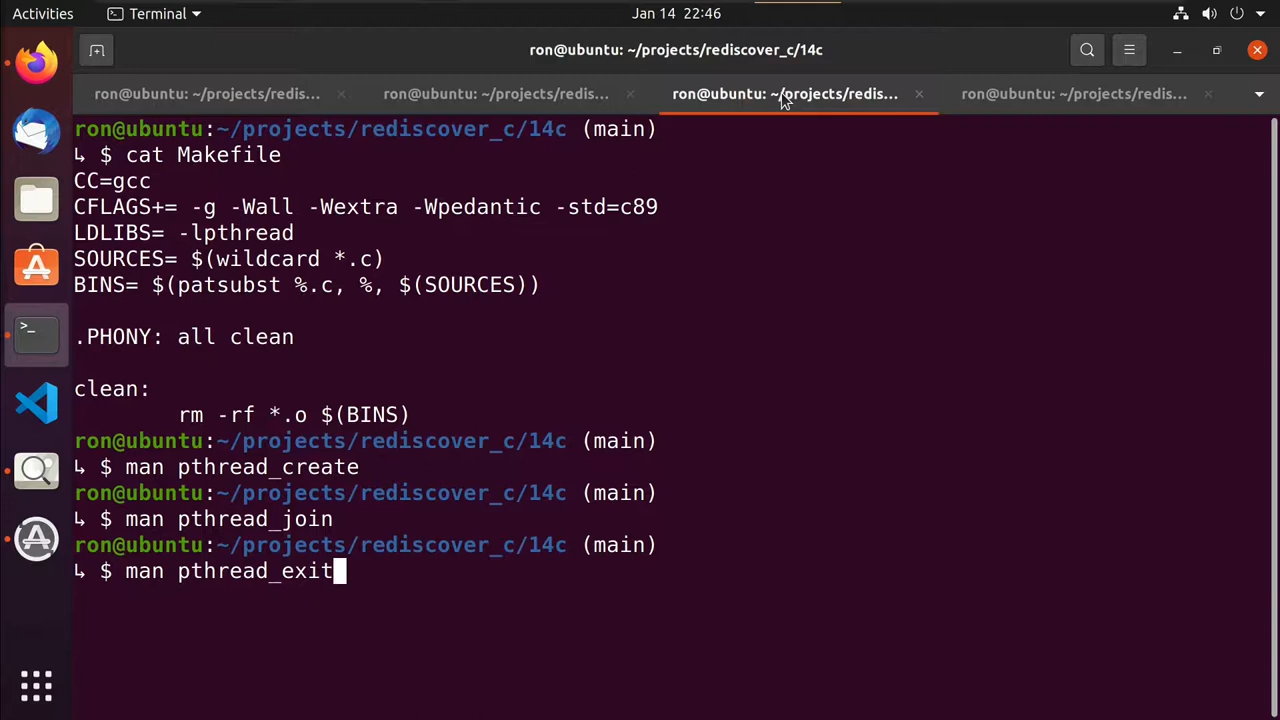 Activities
Terminal
Jan 14 22:46
ron@ubuntu: ~/projects/rediscover_c/14c
ron@ubuntu: ~/projects/redis...
ron@ubuntu: ~/projects/redis...
ron@ubuntu: ~/projects/redis...
ron@ubuntu: ~/projects/redis...
ron@ubuntu:~/projects/rediscover_c/14c (main)
↳ $ cat Makefile
CC=gcc
CFLAGS+= -g -Wall -Wextra -Wpedantic -std=c89
LDLIBS= -lpthread
SOURCES= $(wildcard *.c)
BINS= $(patsubst %.c, %, $(SOURCES))
.PHONY: all clean
clean:
        rm -rf *.o $(BINS)
ron@ubuntu:~/projects/rediscover_c/14c (main)
↳ $ man pthread_create
ron@ubuntu:~/projects/rediscover_c/14c (main)
↳ $ man pthread_join
ron@ubuntu:~/projects/rediscover_c/14c (main)
↳ $ man pthread_exit